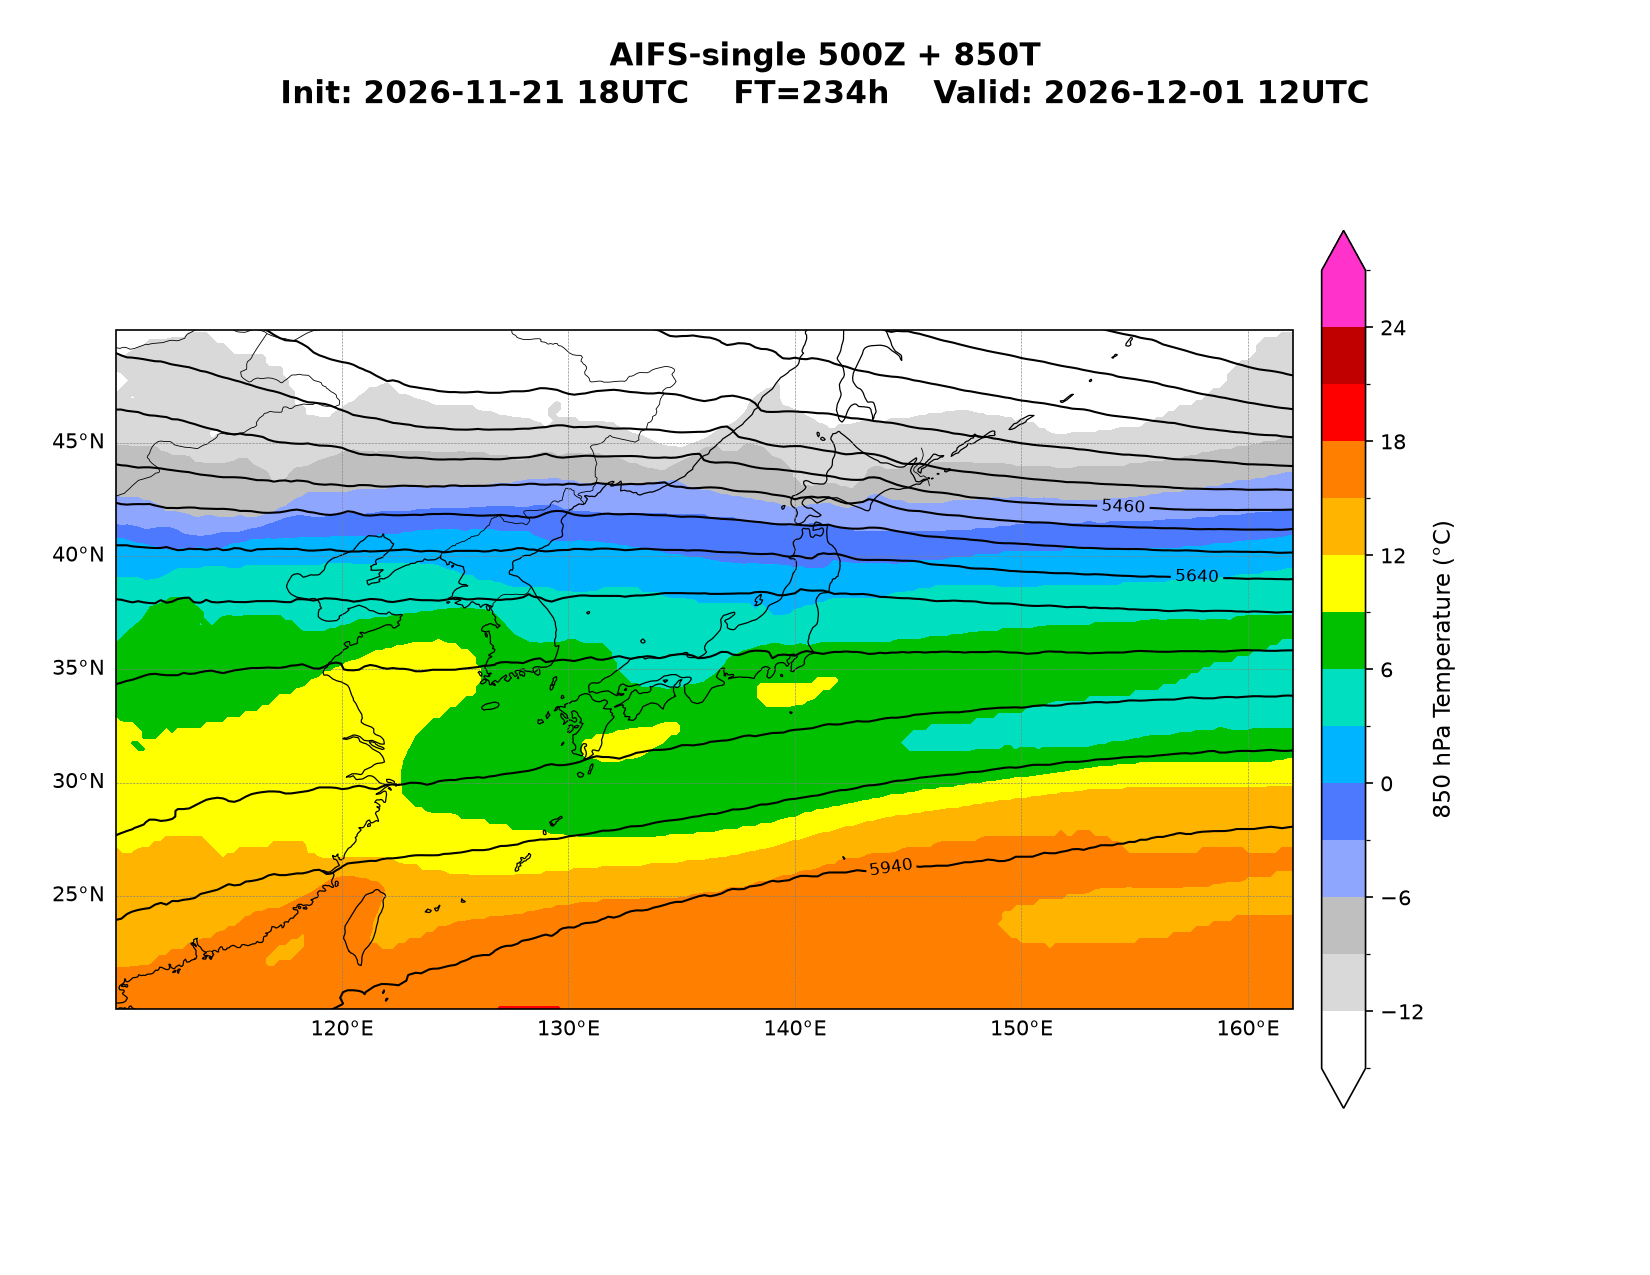 AIFS-single 500Z + 850T
Init: 2026-11-21 18UTC    FT=234h    Valid: 2026-12-01 12UTC
24
18
12
6
0
−6
−12
850 hPa Temperature (°C)
45°N
40°N
35°N
30°N
25°N
5460
5640
5940
120°E
130°E
140°E
150°E
160°E